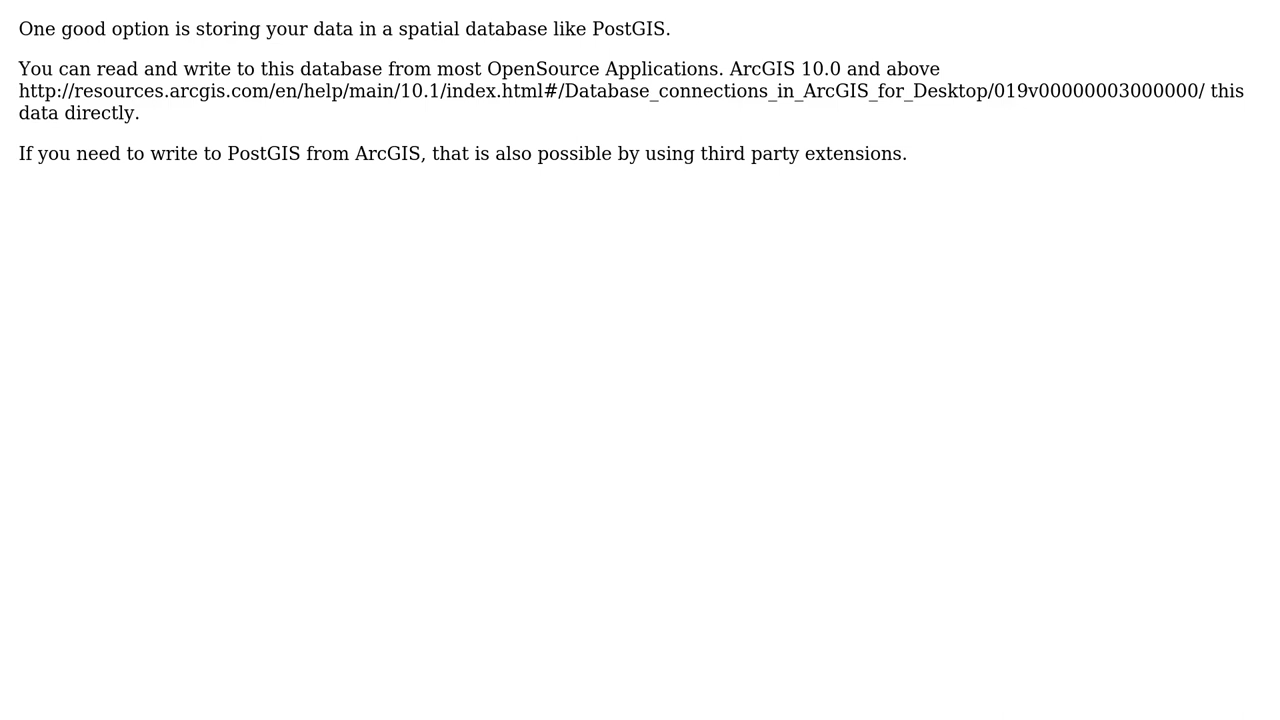 One good option is storing your data in a spatial database like PostGIS.
You can read and write to this database from most OpenSource Applications. ArcGIS 10.0 and above
http://resources.arcgis.com/en/help/main/10.1/index.html#/Database_connections_in_ArcGIS_for_Desktop/019v00000003000000/ this
data directly.
If you need to write to PostGIS from ArcGIS, that is also possible by using third party extensions.